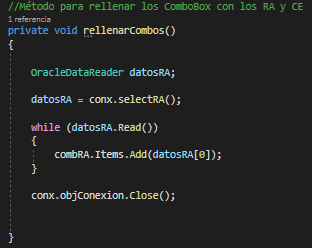 //Método para rellenar los ComboBox con los RA y CE
1 referencia
private void rellenarCombos()
{
OracleDataReader datosRA;
datosRA = conx.selectRA();
while (datosRA.Read())
{
combRA.Items.Add(datosRA[0]);
}
conx.objConexion.Close();
}